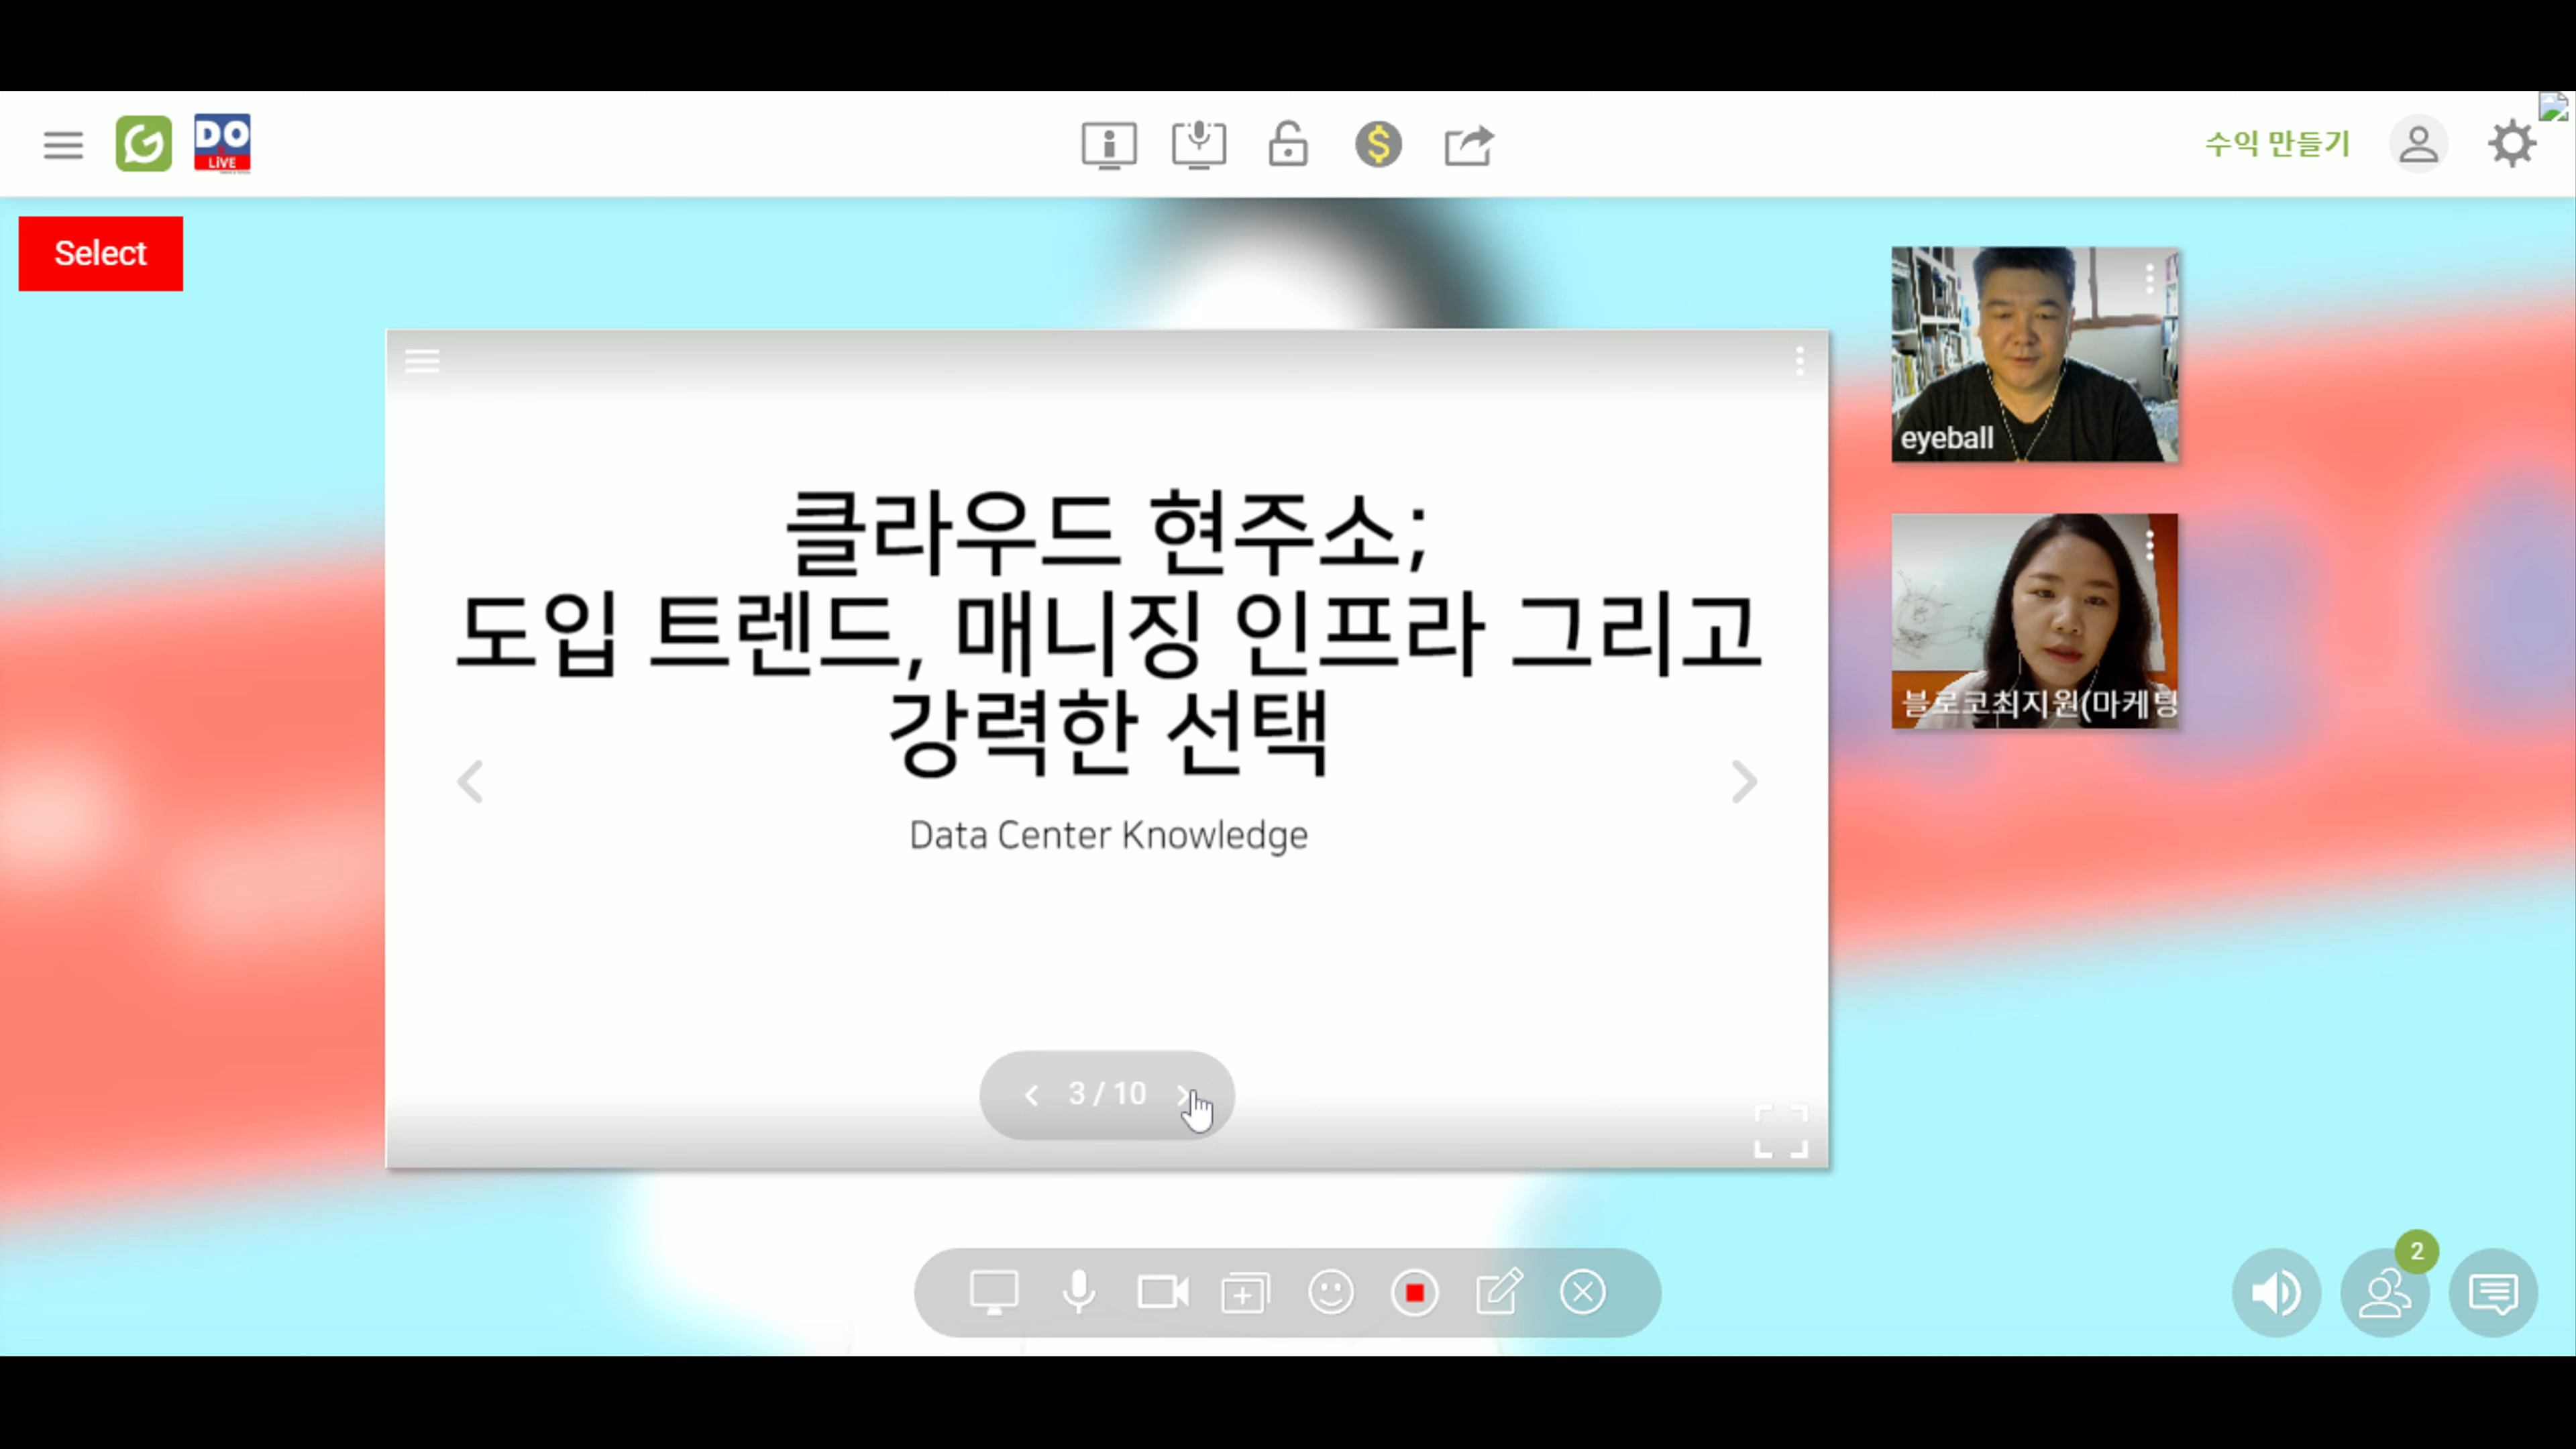 DO
LiVE
수익 만들기
Select
클라우드 현주소;
도입 트렌드, 매니징 인프라 그리고
강력한 선택
Data Center Knowledge
3 / 10
eyeball
블로코최지원(마케팅
2